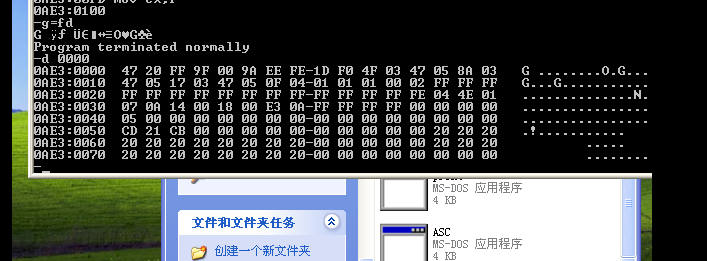 0AE3:0100
-g=fd
Program terminated normally
-d 0000
0AE3:0000 47 20 FF 9F 00 9A EE FE-1D F0 4F 03 47 05 8A 03 G ........O.G...
0AE3:0010 47 05 17 03 47 05 0F 04-01 01 01 00 02 FF FF FF G...G...........
0AE3:0020 FF FF FF FF FF FF FF FF-FF FF FF FF FE 04 4E 01 ..............N.
0AE3:0030 07 0A 14 00 18 00 E3 0A-FF FF FF FF 00 00 00 00 ................
0AE3:0040 05 00 00 00 00 00 00 00-00 00 00 00 00 00 00 00 ................
0AE3:0050 CD 21 CB 00 00 00 00 00-00 00 00 00 00 20 20 20 .!...........
0AE3:0060 20 20 20 20 20 20 20 20-00 00 00 00 00 20 20 20 .....
0AE3:0070 20 20 20 20 20 20 20 20-00 00 00 00 00 00 00 00 ........
-
MS-DOS 应用程序
4 KB
文件和文件夹任务
ASC
MS-DOS 应用程序
创建一个新文件夹
4 KB